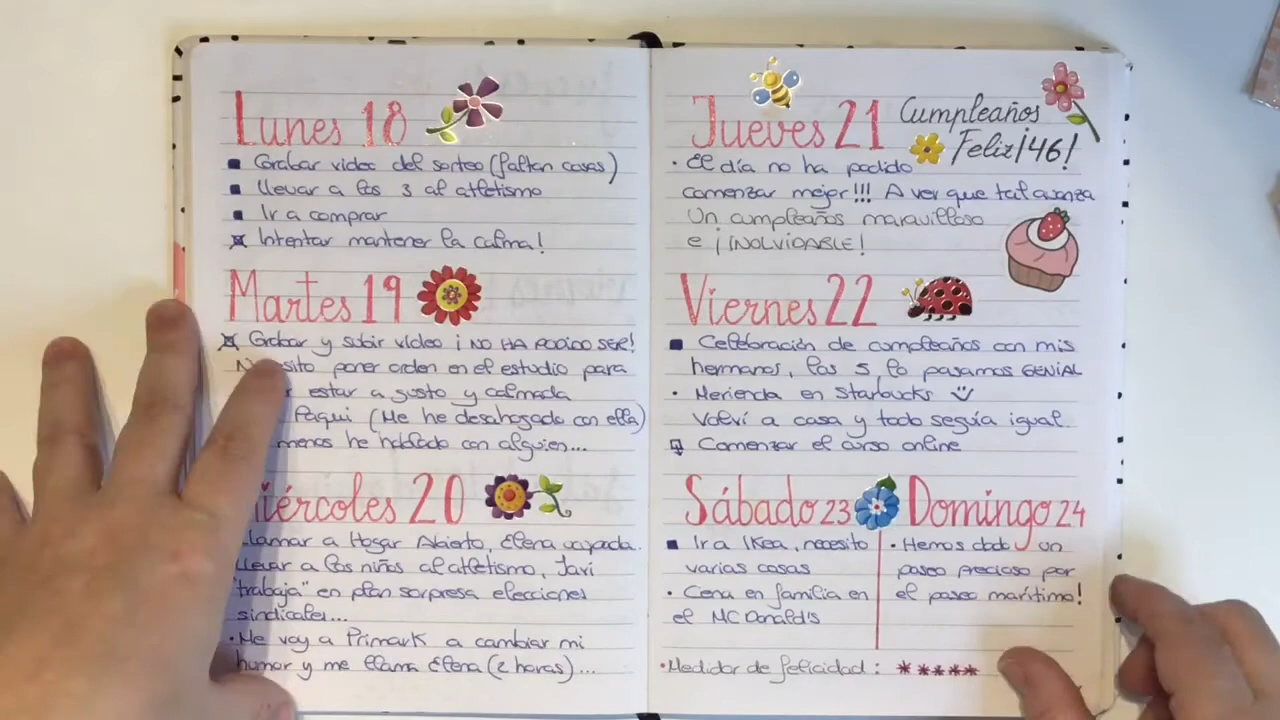 Lunes 18
Grabar video del sorteo (faltan cosas)
Llevar a los 3 al atletismo
Ir a comprar
Intentar mantener la calma!
Martes 19
Grabar y subir vídeo ¡NO HA PODIDO SER!
poner orden en el estudio para
estar a gusto y calmada
Paqui (Me he desahogado con ella)
menos he hablado con alguien...
Miércoles 20
Llamar a Hogar Abierto, Elena ocupada.
Llevar a los niños al atletismo, Javi
"trabaja" en plan sorpresa elecciones
sindicales...
· Me voy a Primark a cambiar mi
humor y me llama Elena (2 horas)...
Jueves 21
Cumpleaños
Feliz ¡46!
· El día no ha podido
comenzar mejor!!! A ver que tal avanza
Un cumpleaños maravilloso
e ¡INOLVIDABLE!
Viernes 22
Celebración de cumpleaños con mis
hermanos, los 5 lo pasamos GENIAL
· Merienda en Starbucks
Volví a casa y todo seguía igual.
Comenzar el curso online
Sábado 23
Ir a Ikea, necesito
varias cosas
· Cena en familia en
el MC Donald's
Domingo 24
· Hemos dado un
paseo precioso por
el paseo marítimo!
· Medidor de felicidad: *****